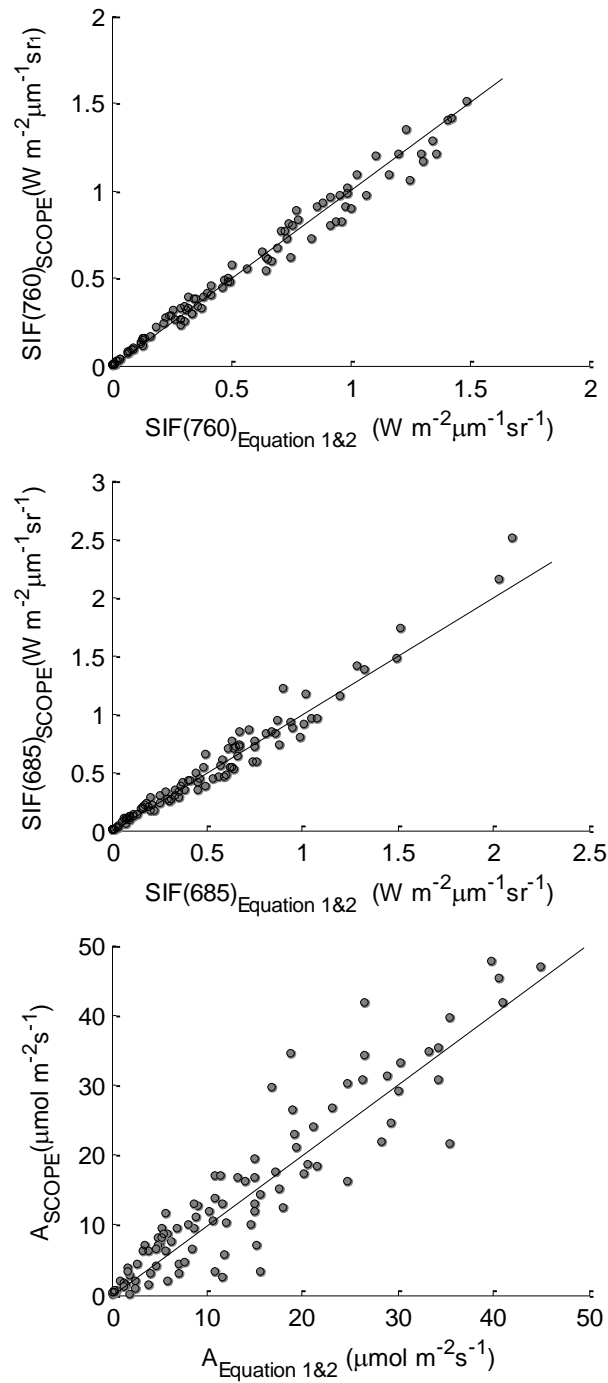 2
1.5
1
0.5
0
0 0.5 1 1.5 2
SIF(760)SCOPE(W m-2μm-1sr1)
SIF(760)Equation 1&2 (W m-2μm-1sr-1)
3
2.5
2
1.5
1
0.5
0
0 0.5 1 1.5 2 2.5
SIF(685)SCOPE(W m-2μm-1sr-1)
SIF(685)Equation 1&2 (W m-2μm-1sr-1)
50
40
30
20
10
0
0 10 20 30 40 50
ASCOPE(μmol m-2s-1)
AEquation 1&2 (μmol m-2s-1)